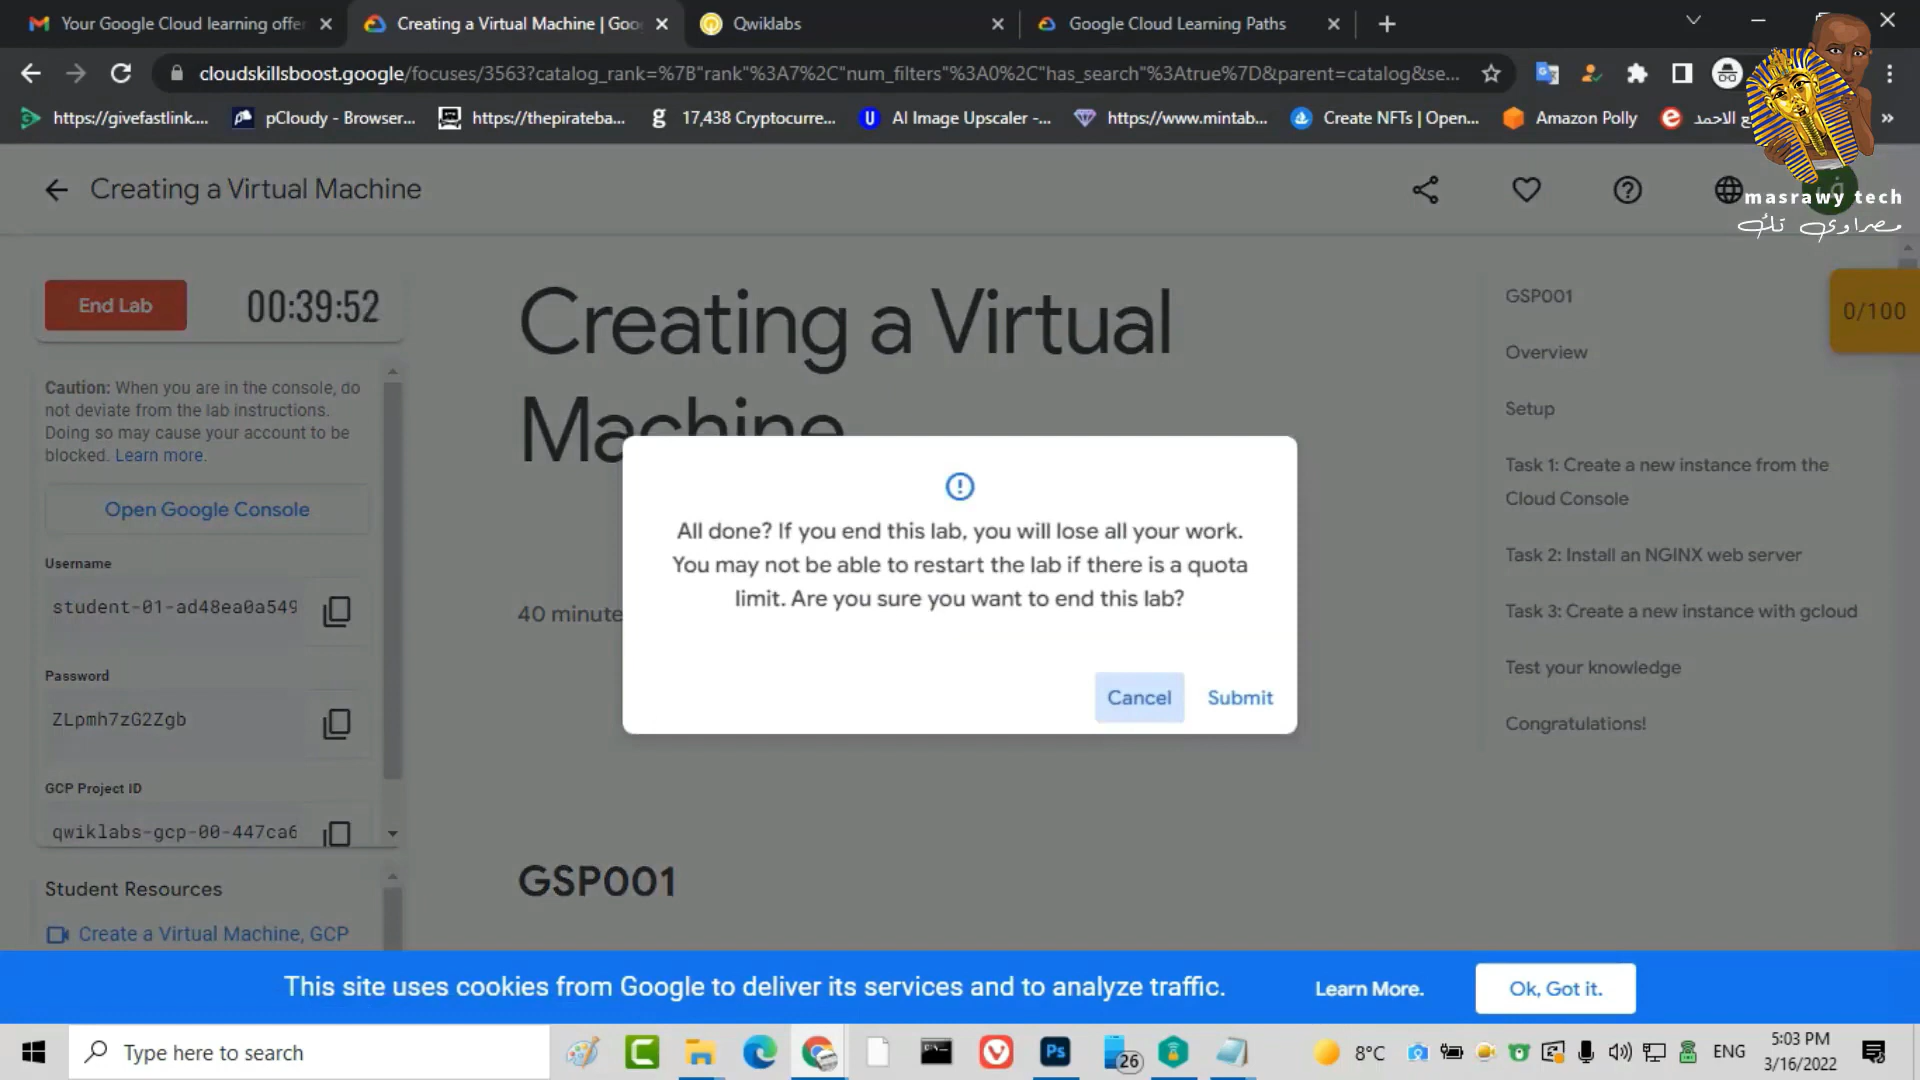 Your Google Cloud learning offe
Creating a Virtual Machine | Goo
Qwiklabs
Google Cloud Learning Paths
cloudskillsboost.google/focuses/3563?catalog_rank=%7B"rank"%3A7%2C"num_filters"%3A0%2C"has_search"%3Atrue%7D&parent=catalog&se...
https://givefastlink....
pCloudy - Browser...
https://thepirateba...
17,438 Cryptocurre...
AI Image Upscaler -...
https://www.mintab...
Create NFTs | Open...
Amazon Polly
ع الاحمد
»
Creating a Virtual Machine
masrawy tech
مصراوي تك
End Lab
00:39:52
Caution: When you are in the console, do
not deviate from the lab instructions.
Doing so may cause your account to be
blocked. Learn more.
Open Google Console
Username
student-01-ad48ea0a549
Password
ZLpmh7zG2Zgb
GCP Project ID
qwiklabs-gcp-00-447ca6
Student Resources
Create a Virtual Machine, GCP
Creating a Virtual
Machine
40 minute
GSP001
All done? If you end this lab, you will lose all your work.
You may not be able to restart the lab if there is a quota
limit. Are you sure you want to end this lab?
Cancel
Submit
GSP001
Overview
Setup
Task 1: Create a new instance from the
Cloud Console
Task 2: Install an NGINX web server
Task 3: Create a new instance with gcloud
Test your knowledge
Congratulations!
0/100
This site uses cookies from Google to deliver its services and to analyze traffic.
Learn More.
Ok, Got it.
Type here to search
Ps
26
8°C
ENG
5:03 PM
3/16/2022